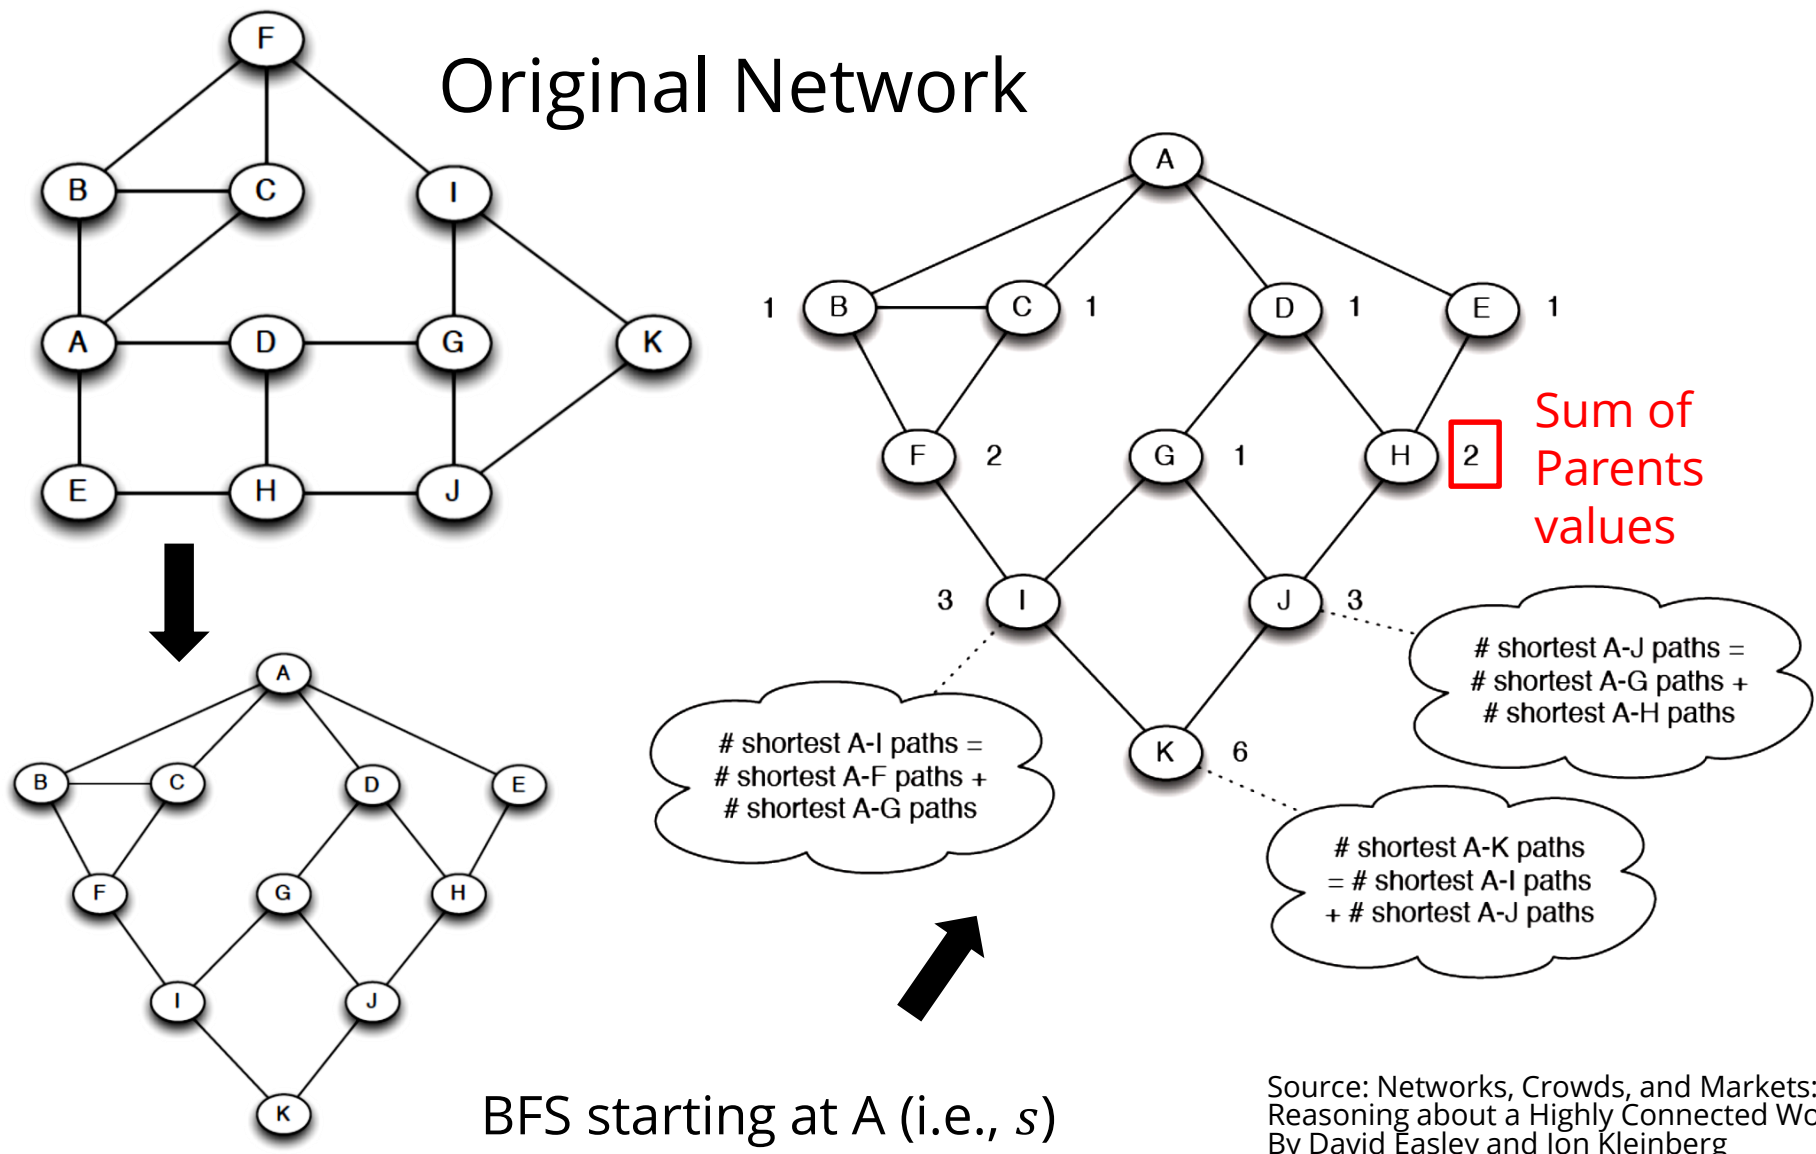 Original Network
F
B
C
I
A
D
G
K
E
H
J
A
B
C
D
E
F
G
H
I
J
K
A
1
B
C
1
D
1
E
1
F
2
G
1
H
2
Sum of
Parents
values
3
I
J
3
K
6
# shortest A-I paths =
# shortest A-F paths +
# shortest A-G paths
# shortest A-J paths =
# shortest A-G paths +
# shortest A-H paths
# shortest A-K paths
= # shortest A-I paths
+ # shortest A-J paths
BFS starting at A (i.e., s)
Source: Networks, Crowds, and Markets:
Reasoning about a Highly Connected Wo
By David Easley and Jon Kleinberg